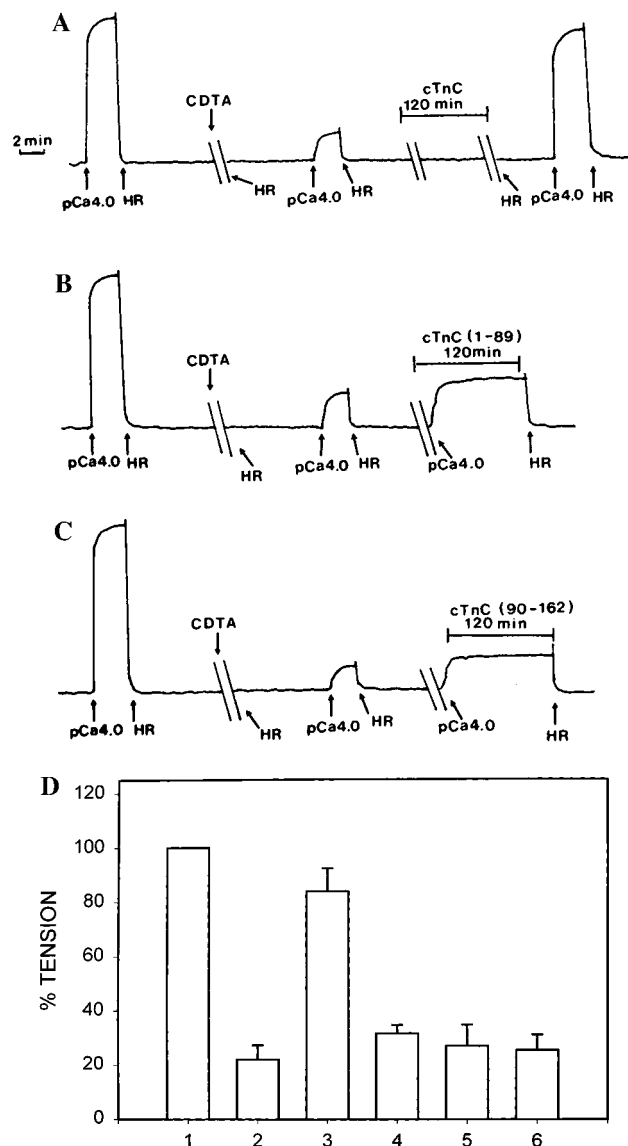 A
CDTA
cTnC
120 min
2 min
pCa4.0 HR
HR
pCa4.0
HR
HR
pCa4.0
HR
B
CDTA
cTnC (1-89)
120min
pCa4.0 HR
HR
pCa4.0
HR
pCa4.0
HR
C
CDTA
cTnC (90-162)
120 min
pCa4.0 HR
HR
pCa4.0
HR
pCa4.0
HR
D
% TENSION
120
100
80
60
40
20
0
1 2 3 4 5 6